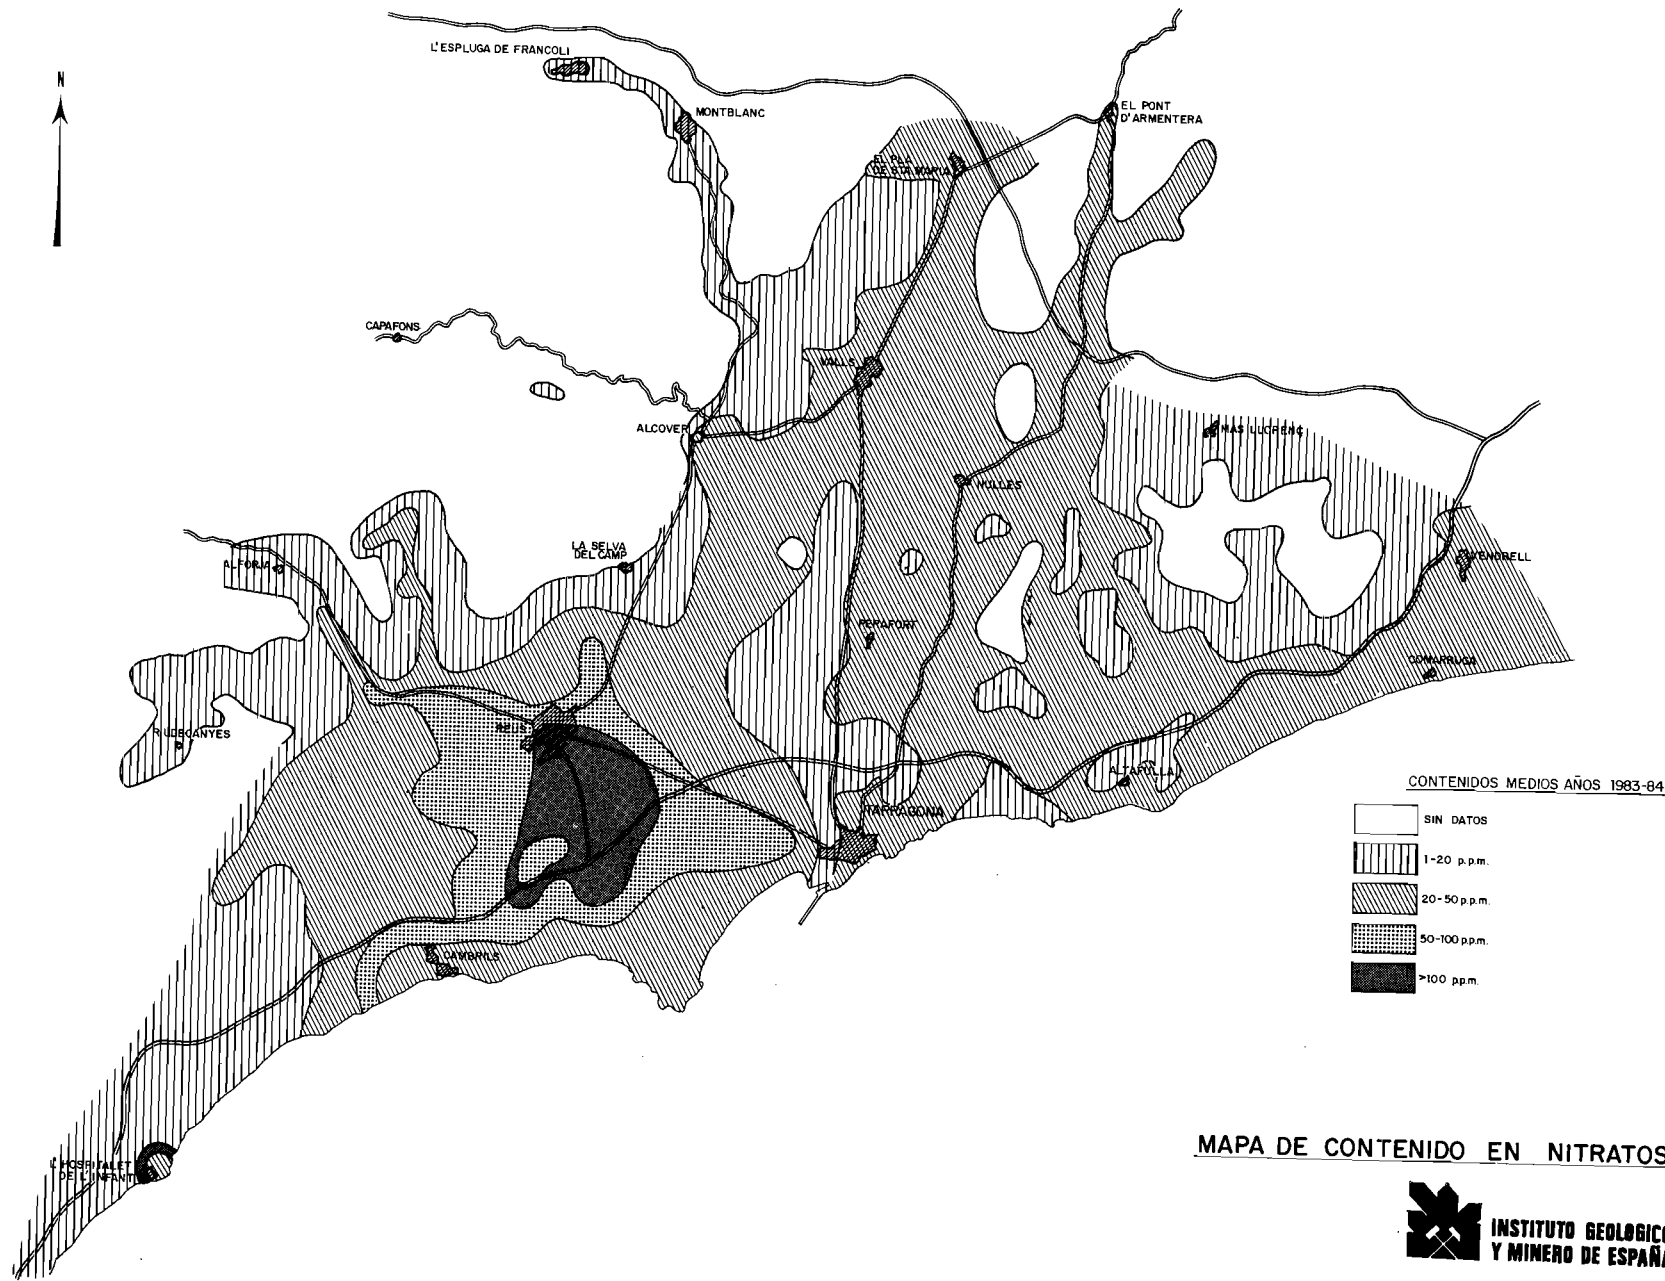 N
L'ESPLUGA DE FRANCOLI
MONTBLANC
EL PONT
D'ARMENTERA
EL PLA
DE STA. MARIA
CAPAFONS
VALLS
ALCOVER
MAS LLORENÇ
NULLES
LA SELVA
DEL CAMP
VENDRELL
ALFORJA
PERAFORT
COMARRUGA
RIUDECANYES
REUS
ALTAFULLA
TARRAGONA
CAMBRILS
L'HOSPITALET
DE L'INFANT
CONTENIDOS MEDIOS AÑOS 1983-84
SIN DATOS
1-20 p.p.m.
20-50 p.p.m.
50-100 p.p.m.
>100 p.p.m.
MAPA DE CONTENIDO EN NITRATOS
INSTITUTO GEOLOGICO
Y MINERO DE ESPAÑA